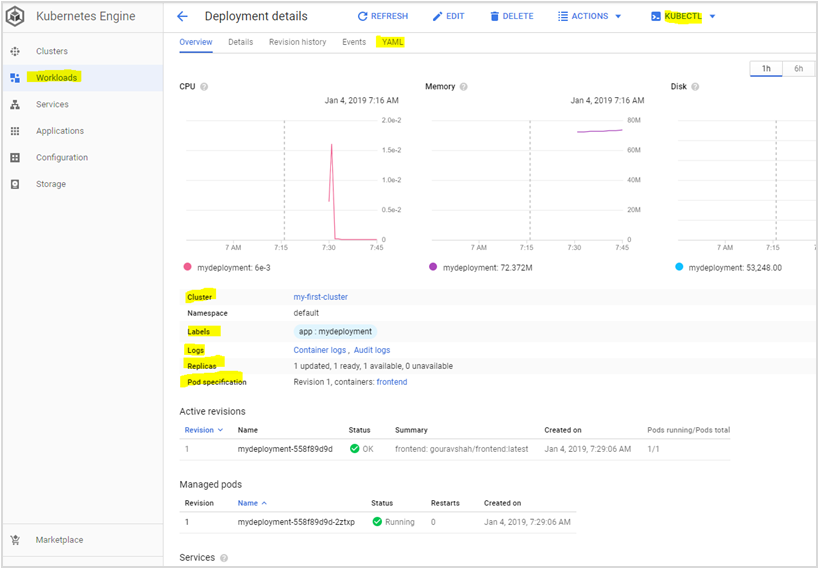 Kubernetes Engine
Deployment details
REFRESH
EDIT
DELETE
ACTIONS
KUBECTL
Clusters
Workloads
Services
Applications
Configuration
Storage
Marketplace
Overview Details Revision history Events YAML
1h 6h
CPU
Jan 4, 2019 7:16 AM
2.0e-2
1.5e-2
1.0e-2
0.5e-2
0
7 AM 7:15 7:30 7:45
mydeployment: 6e-3
Memory
Jan 4, 2019 7:16 AM
80M
60M
40M
20M
0
7 AM 7:15 7:30 7:45
mydeployment: 72.372M
Disk
7 AM 7:15
mydeployment: 53,248.00
Cluster my-first-cluster
Namespace default
Labels app : mydeployment
Logs Container logs , Audit logs
Replicas 1 updated, 1 ready, 1 available, 0 unavailable
Pod specification Revision 1, containers: frontend
Active revisions
Revision Name Status Summary Created on Pods running/Pods total
1 mydeployment-558f89d9d OK frontend: gouravshah/frontend:latest Jan 4, 2019, 7:29:06 AM 1/1
Managed pods
Revision Name Status Restarts Created on
1 mydeployment-558f89d9d-2ztxp Running 0 Jan 4, 2019, 7:29:06 AM
Services